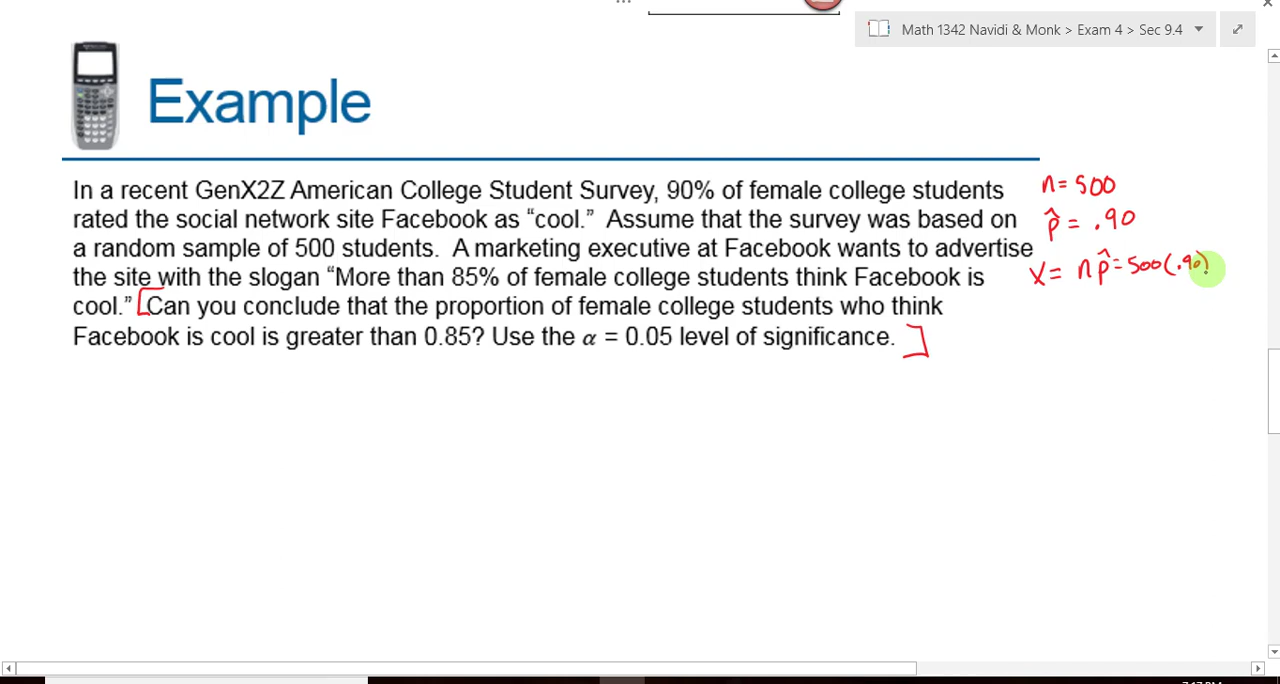 Math 1342 Navidi & Monk > Exam 4 > Sec 9.4
Example
In a recent GenX2Z American College Student Survey, 90% of female college students
rated the social network site Facebook as “cool.” Assume that the survey was based on
a random sample of 500 students. A marketing executive at Facebook wants to advertise
the site with the slogan “More than 85% of female college students think Facebook is
cool.” [Can you conclude that the proportion of female college students who think
Facebook is cool is greater than 0.85? Use the α = 0.05 level of significance. ]
n = 500
p̂ = .90
x = n p̂ = 500(.90)